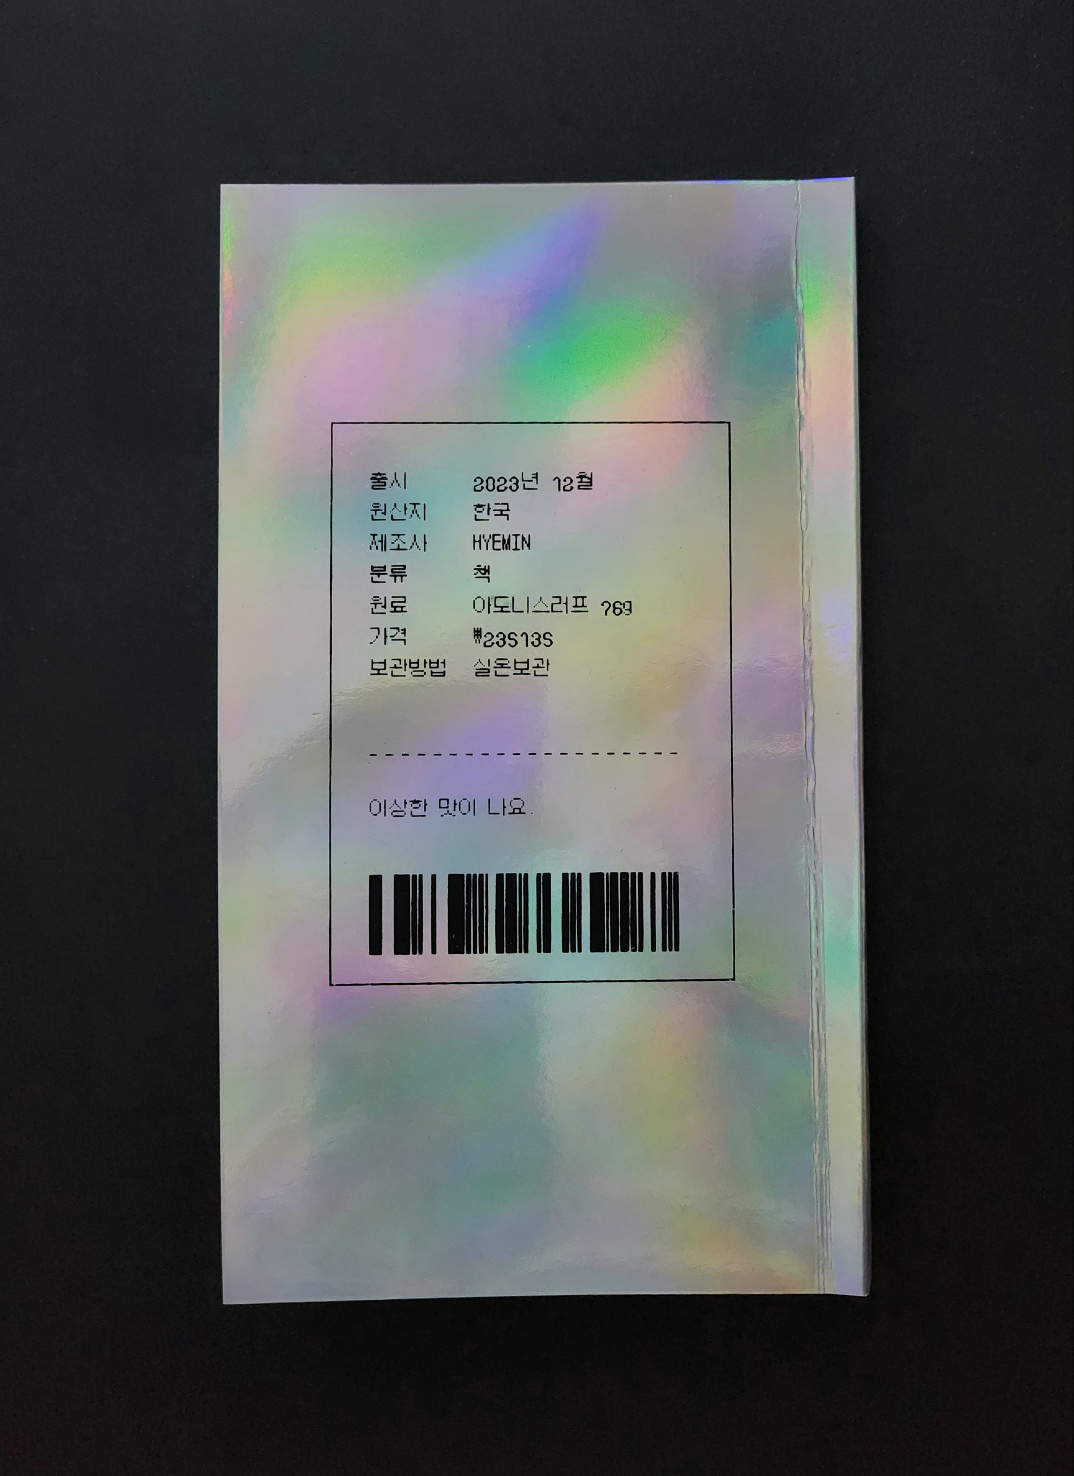 출시 2023년 12월
원산지 한국
제조사 HYEMIN
분류 책
원료 아도니스러프 76g
가격 ₩23S13S
보관방법 실온보관
이상한 맛이 나요.